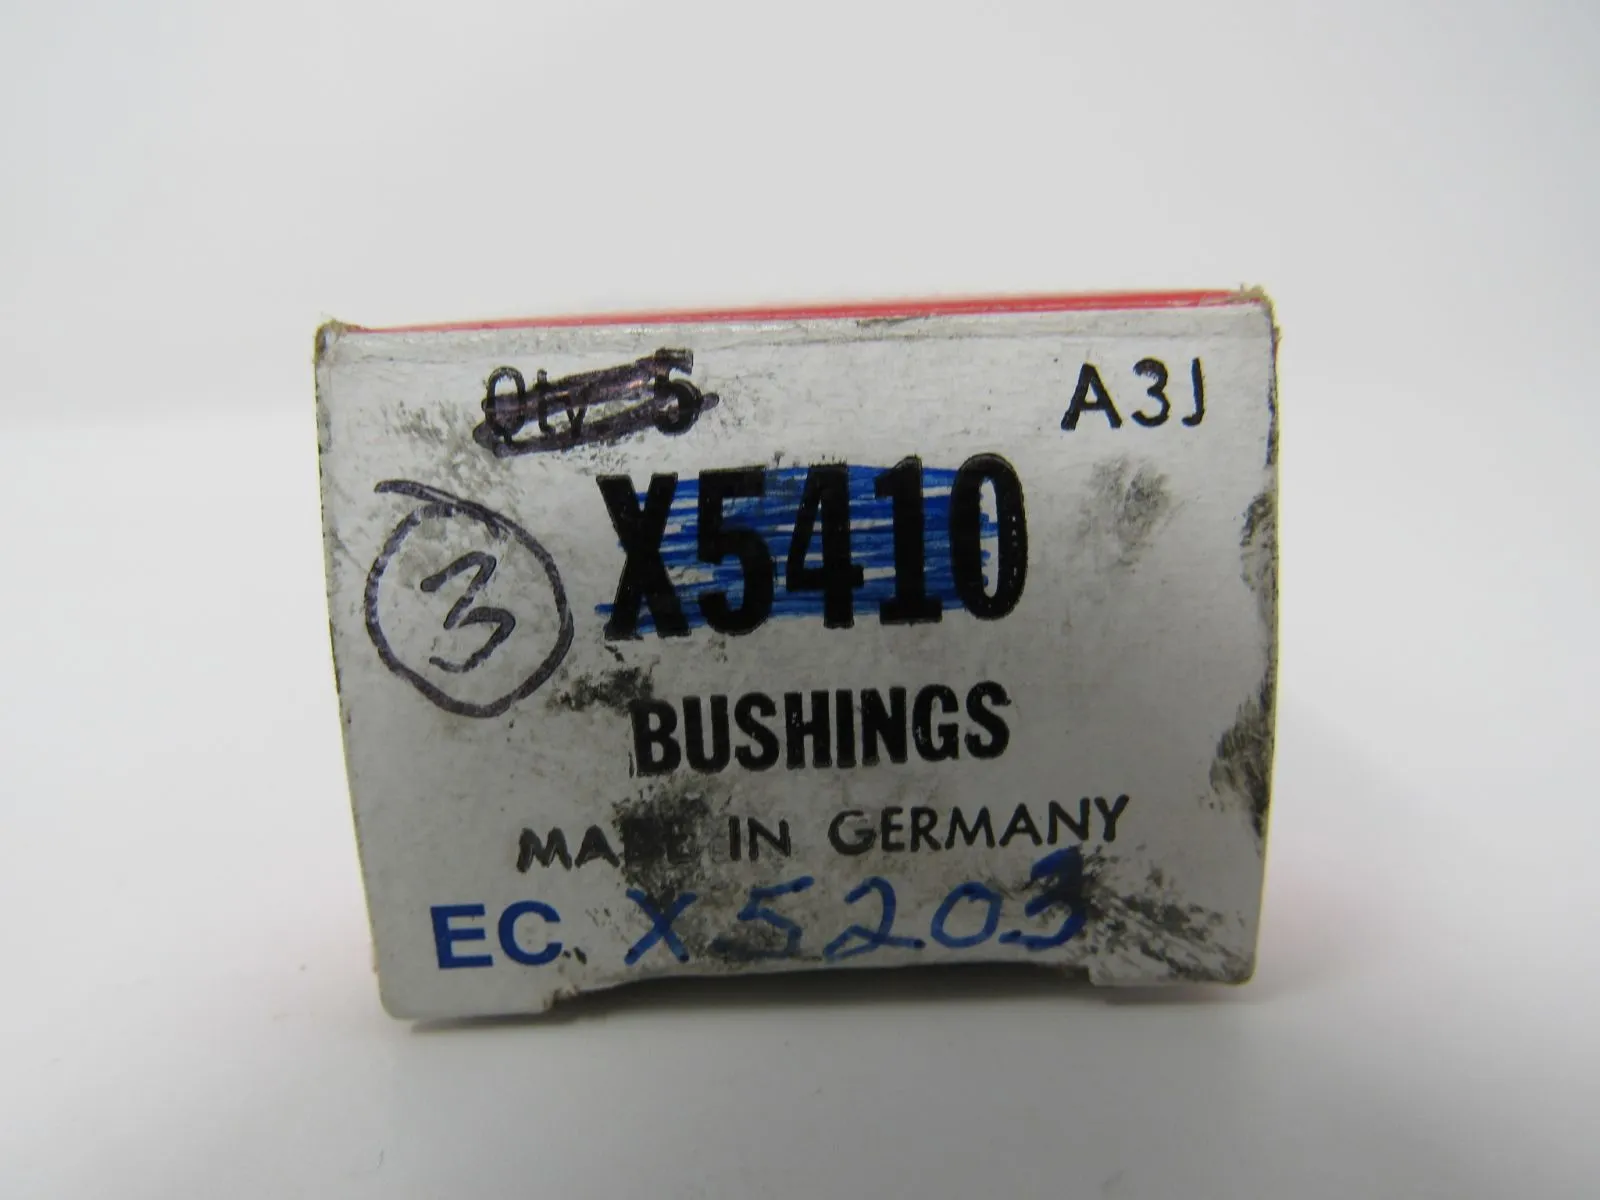 Qty 5
A3J
3
X5410
BUSHINGS
MADE IN GERMANY
EC. X5203